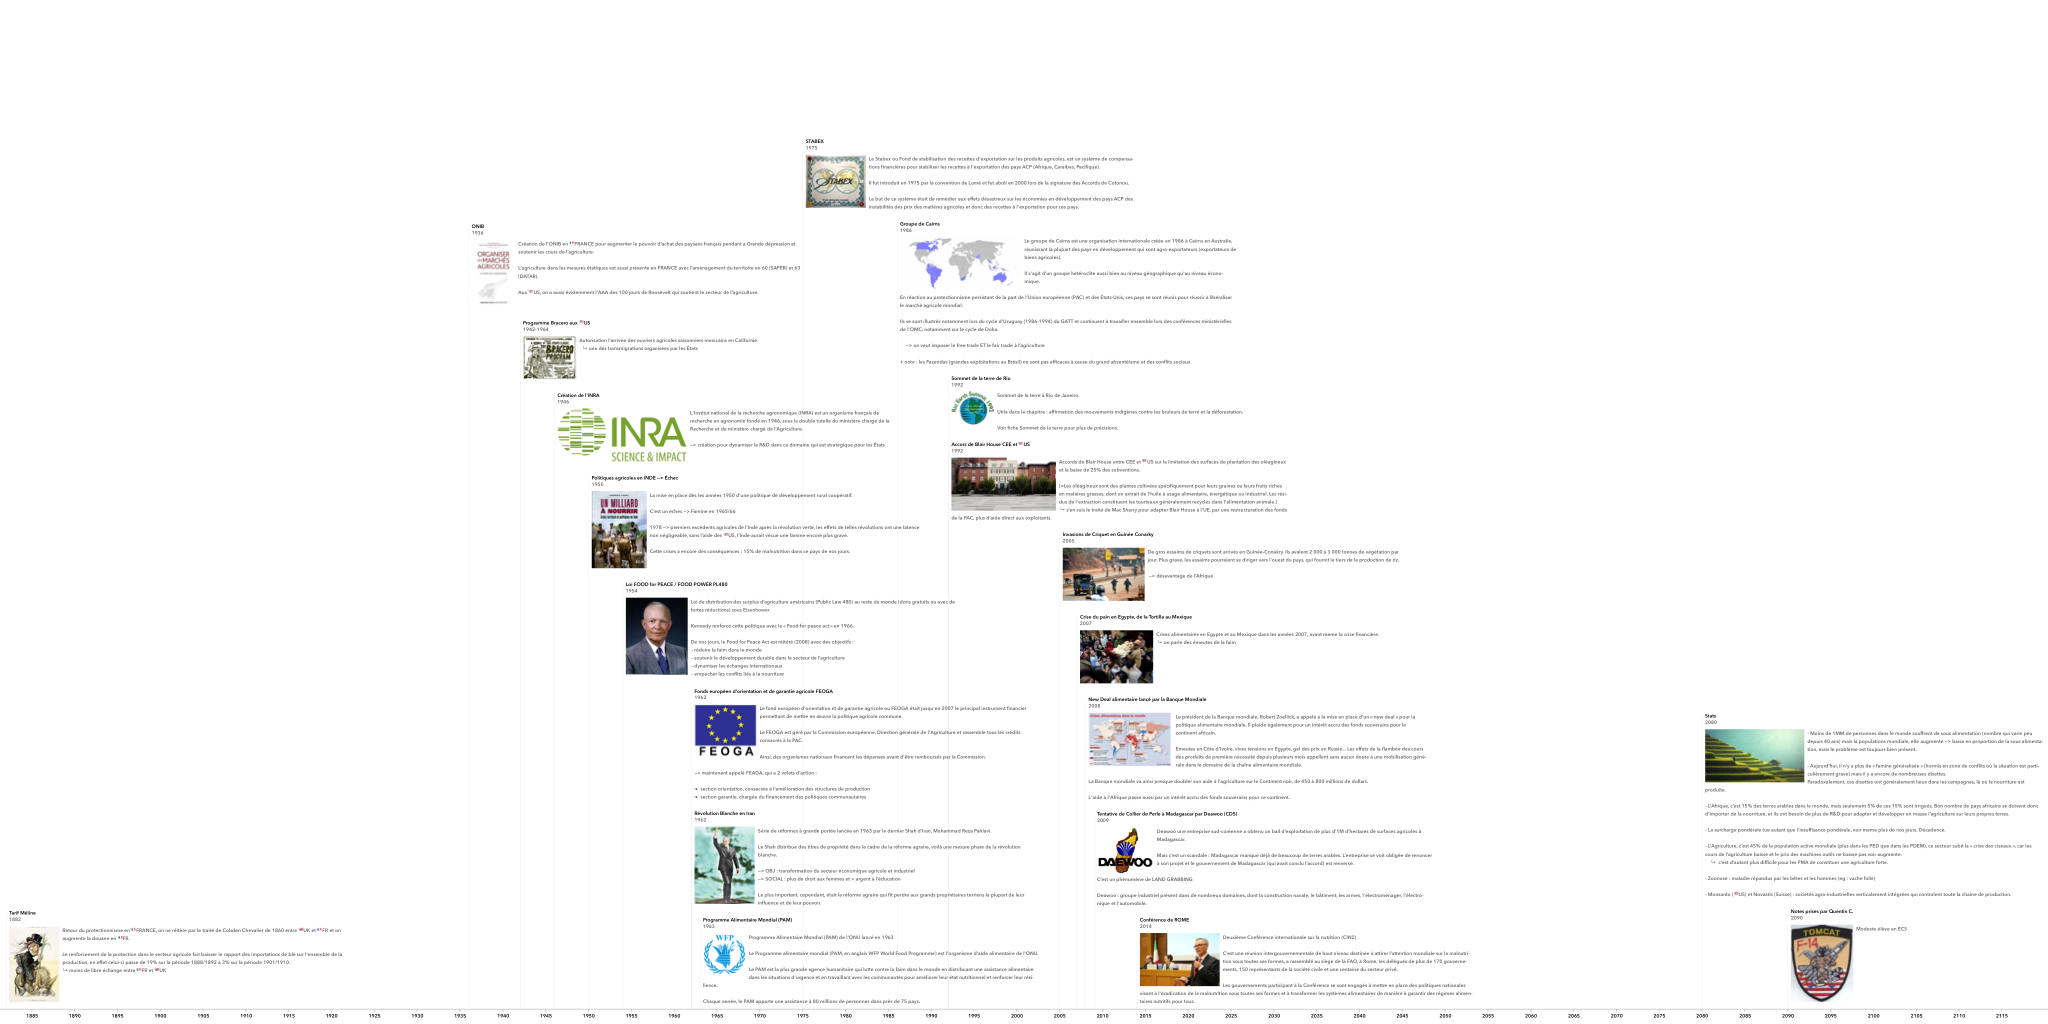 STABEX
1975
STABEX
Le Stabex ou Fond de stabilisation des recettes d'exportation sur les produits agricoles, est un système de compensa-
tions financières pour stabiliser les recettes à l'exportation des pays ACP (Afrique, Caraïbes, Pacifique).
Il fut introduit en 1975 par la convention de Lomé et fut aboli en 2000 lors de la signature des Accords de Cotonou.
Le but de ce système était de remédier aux effets désastreux sur les économies en développement des pays ACP des
instabilités des prix des matières agricoles et donc des recettes à l'exportation pour ces pays.
ONIB
1936
ORGANISER
LES MARCHÉS
AGRICOLES
Création de l'ONIB en FRANCE pour augmenter le pouvoir d'achat des paysans français pendant a Grande dépression et
soutenir les cours de l'agriculture.
L'agriculture dans les mesures étatiques est aussi présente en FRANCE avec l'aménagement du territoire en 60 (SAFER) et 63
(DATAR).
Aux US, on a aussi évidemment l'AAA des 100 jours de Roosevelt qui soutient le secteur de l'agriculture.
Groupe de Cairns
1986
Le groupe de Cairns est une organisation internationale créée en 1986 à Cairns en Australie,
réunissant la plupart des pays en développement qui sont agro-exportateurs (exportateurs de
biens agricoles).
Il s'agit d'un groupe hétéroclite aussi bien au niveau géographique qu'au niveau écono-
mique.
En réaction au protectionnisme persistant de la part de l'Union européenne (PAC) et des États-Unis, ces pays se sont réunis pour réussir à libéraliser
le marché agricole mondial.
Ils se sont illustrés notamment lors du cycle d'Uruguay (1986-1994) du GATT et continuent à travailler ensemble lors des conférences ministérielles
de l'OMC, notamment sur le cycle de Doha.
--> on veut imposer le free trade ET le fair trade à l'agriculture
+ note : les Fazendas (grandes exploitations au Brésil) ne sont pas efficaces à cause du grand absentéisme et des conflits sociaux.
Programme Bracero aux US
1942-1964
BRACERO
PROGRAM
Autorisation l'arrivée des ouvriers agricoles saisonniers mexicains en Californie.
↳ une des transmigrations organisées par les États
Sommet de la terre de Rio
1992
Rio Earth Summit 1992
Sommet de la terre à Rio de Janeiro.
Utile dans le chapitre : affirmation des mouvements indigènes contre les bruleurs de terre et la déforestation.
Voir fiche Sommet de la terre pour plus de précisions.
Création de l'INRA
1946
INRA
SCIENCE & IMPACT
L'Institut national de la recherche agronomique (INRA) est un organisme français de
recherche en agronomie fondé en 1946, sous la double tutelle du ministère chargé de la
Recherche et du ministère chargé de l'Agriculture.
--> création pour dynamiser le R&D dans ce domaine qui est stratégique pour les États
Accors de Blair House CEE et US
1992
Accords de Blair House entre CEE et US sur la limitation des surfaces de plantation des oléagineux
et la baisse de 25% des subventions.
(=Les oléagineux sont des plantes cultivées spécifiquement pour leurs graines ou leurs fruits riches
en matières grasses, dont on extrait de l'huile à usage alimentaire, énergétique ou industriel. Les rési-
dus de l'extraction constituent les tourteaux généralement recyclés dans l'alimentation animale.)
↳ s'en suis le traité de Mac Sharry pour adapter Blair House à l'UE, par une restructuration des fonds
de la PAC, plus d'aide direct aux exploitants.
Politiques agricoles en INDE --> Échec
1950
UN MILLIARD
À NOURRIR
La mise en place dès les années 1950 d'une politique de développement rural coopératif.
C'est un échec --> Famine en 1965/66
1978 --> premiers excédents agricoles de l'Inde après la révolution verte, les effets de telles révolutions ont une latence
non négligeable, sans l'aide des US, l'Inde aurait vécue une famine encore plus grave.
Cette crises a encore des conséquences : 15% de malnutrition dans ce pays de nos jours.
Invasions de Criquet en Guinée Conarky
2005
De gros essaims de criquets sont arrivés en Guinée-Conakry. Ils avalent 2 000 à 3 000 tonnes de végétation par
jour. Plus grave, les essaims pourraient se diriger vers l'ouest du pays, qui fournit le tiers de la production de riz.
--> désavantage de l'Afrique
Loi FOOD for PEACE / FOOD POWER PL480
1954
Loi de distribution des surplus d'agriculture américains (Public Law 480) au reste du monde (dons gratuits ou avec de
fortes réductions) sous Eisenhower.
Kennedy renforce cette politique avec le « Food for peace act » en 1966.
De nos jours, le Food for Peace Act est réitéré (2008) avec des objectifs :
- réduire la faim dans le monde
- soutenir le développement durable dans le secteur de l'agriculture
- dynamiser les échanges internationaux
- empecher les conflits liés à la nourriture
Crise du pain en Egypte, de la Tortilla au Mexique
2007
Crises alimentaires en Egypte et au Mexique dans les années 2007, avant meme la crise financière.
↳ on parle des émeutes de la faim
Fonds européen d'orientation et de garantie agricole FEOGA
1962
FEOGA
Le fond européen d'orientation et de garantie agricole ou FEOGA était jusqu'en 2007 le principal instrument financier
permettant de mettre en œuvre la politique agricole commune.
Le FEOGA est géré par la Commission européenne, Direction générale de l'Agriculture et rassemble tous les crédits
consacrés à la PAC.
Ainsi, des organismes nationaux financent les dépenses avant d'être remboursés par la Commission.
--> maintenant appelé FEAGA, qui a 2 volets d'action :
➔ section orientation, consacrée à l'amélioration des structures de production
➔ section garantie, chargée du financement des politiques communautaires
New Deal alimentaire lancé par la Banque Mondiale
2008
Le président de la Banque mondiale, Robert Zoellick, a appelé à la mise en place d'un « new deal » pour la
politique alimentaire mondiale. Il plaide également pour un intérêt accru des fonds souverains pour le
continent africain.
Emeutes en Côte d'Ivoire, vives tensions en Egypte, gel des prix en Russie... Les effets de la flambée des cours
des produits de première nécessité depuis plusieurs mois appellent sans aucun doute à une mobilisation géné-
rale dans le domaine de la chaîne alimentaire mondiale.
La Banque mondiale va ainsi presque doubler son aide à l'agriculture sur le Continent noir, de 450 à 800 millions de dollars.
L'aide à l'Afrique passe aussi par un intérêt accru des fonds souverains pour ce continent.
Stats
2080
- Moins de 1MM de personnes dans le monde souffrent de sous alimentation (nombre qui varie peu
depuis 40 ans) mais la populations mondiale, elle augmente --> baisse en proportion de la sous alimenta-
tion, mais le problème est toujours bien présent.
- Aujourd'hui, il n'y a plus de « famine généralisée » (hormis en zone de conflits où la situation est parti-
culièrement grave) mais il y a encore de nombreuses disettes.
Paradoxalement, ces disettes ont généralement lieux dans les campagnes, là où la nourriture est
produite.
- L'Afrique, c'est 15% des terres arables dans le monde, mais seulement 5% de ces 15% sont irrigués. Bon nombre de pays africains se doivent donc
d'importer de la nourriture, et ils ont besoin de plus de R&D pour adapter et développer en masse l'agriculture sur leurs propres terres.
- La surcharge pondérale tue autant que l'insuffisance pondérale, voir meme plus de nos jours. Décadence.
- L'Agriculture, c'est 45% de la population active mondiale (plus dans les PED que dans les PDEM), ce secteur subit la « crise des ciseaux », car les
cours de l'agriculture baisse et le prix des machines outils ne baisse pas voir augmente.
↳ c'est d'autant plus difficile pour les PMA de constituer une agriculture forte.
- Zoonose : maladie répandus par les bêtes et les hommes (eg : vache folle)
- Monsanto ( US) et Novastis (Suisse) : sociétés agro-industrielles verticalement intégrées qui controlent toute la chaine de production.
Révolution Blanche en Iran
1962
Série de réformes à grande portée lancée en 1963 par le dernier Shah d'Iran, Mohammad Reza Pahlavi.
Le Shah distribue des titres de propriété dans le cadre de la réforme agraire, voilà une mesure phase de la révolution
blanche.
--> OBJ : transformation du secteur économique agricole et industriel
--> SOCIAL : plus de droit aux femmes et + argent à l'éducation
Le plus important, cependant, était la réforme agraire qui fit perdre aux grands propriétaires terriens la plupart de leur
influence et de leur pouvoir.
Tentative de Collier de Perle à Madagascar par Deawoo (CDS)
2009
DAEWOO
Deawoo une entreprise sud-coréenne a obtenu un bail d'exploitation de plus d'1M d'hectares de surfaces agricoles à
Madagascar.
Mais c'est un scandale : Madagascar manque déjà de beaucoup de terres arables. L'entreprise se voit obligée de renoncer
à son projet et le gouvernement de Madagascar (qui avait conclu l'accord) est renversé.
C'est un phénomène de LAND GRABBING
Deawoo : groupe industriel présent dans de nombreux domaines, dont la construction navale, le bâtiment, les armes, l'électroménager, l'électro-
nique et l'automobile.
Tarif Méline
1882
Retour du protectionnisme en FRANCE, on ne réitère par le traité de Cobden Chevalier de 1860 entre UK et FR et on
augmente la douane en FR.
Le renforcement de la protection dans le secteur agricole fait baisser le rapport des importations de blé sur l'ensemble de la
production, en effet celui-ci passe de 19% sur la période 1888/1892 à 3% sur la période 1901/1910.
↳ moins de libre échange entre FR et UK
Programme Alimentaire Mondial (PAM)
1963
WFP
Programme Alimentaire Mondial (PAM) de l'ONU lancé en 1963
Le Programme alimentaire mondial (PAM, en anglais WFP World Food Programme) est l'organisme d'aide alimentaire de l'ONU.
Le PAM est la plus grande agence humanitaire qui lutte contre la faim dans le monde en distribuant une assistance alimentaire
dans les situations d'urgence et en travaillant avec les communautés pour améliorer leur état nutritionnel et renforcer leur rési-
lience.
Chaque année, le PAM apporte une assistance à 80 millions de personnes dans près de 75 pays.
Conférence de ROME
2014
Deuxième Conférence internationale sur la nutrition (CIN2)
C'est une réunion intergouvernementale de haut niveau destinée à attirer l'attention mondiale sur la malnutri-
tion sous toutes ses formes, a rassemblé au siège de la FAO, à Rome, les délégués de plus de 170 gouverne-
ments, 150 représentants de la société civile et une centaine du secteur privé.
Les gouvernements participant à la Conférence se sont engagés à mettre en place des politiques nationales
visant à l'éradication de la malnutrition sous toutes ses formes et à transformer les systèmes alimentaires de manière à garantir des régimes alimen-
taires nutritifs pour tous.
Notes prises par Quentin C.
2090
TOMCAT
F-14
Modeste élève en ECS
1885 1890 1895 1900 1905 1910 1915 1920 1925 1930 1935 1940 1945 1950 1955 1960 1965 1970 1975 1980 1985 1990 1995 2000 2005 2010 2015 2020 2025 2030 2035 2040 2045 2050 2055 2060 2065 2070 2075 2080 2085 2090 2095 2100 2105 2110 2115